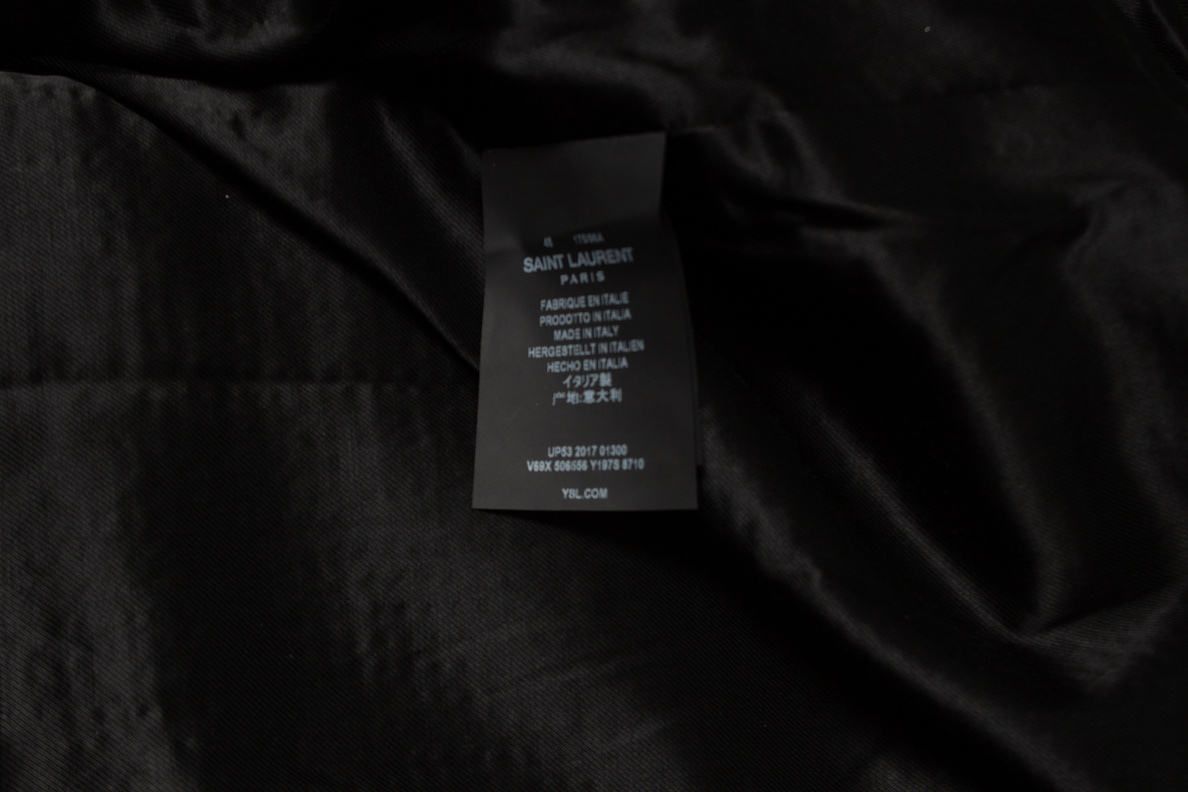 SAINT LAURENT
PARIS
FABRIQUE EN ITALIE
PRODOTTO IN ITALIA
MADE IN ITALY
HERGESTELLT IN ITALIEN
HECHO EN ITALIA
イタリア製
产地:意大利
UP53 2017 01300
V69X 506556 Y197S 8710
YSL.COM